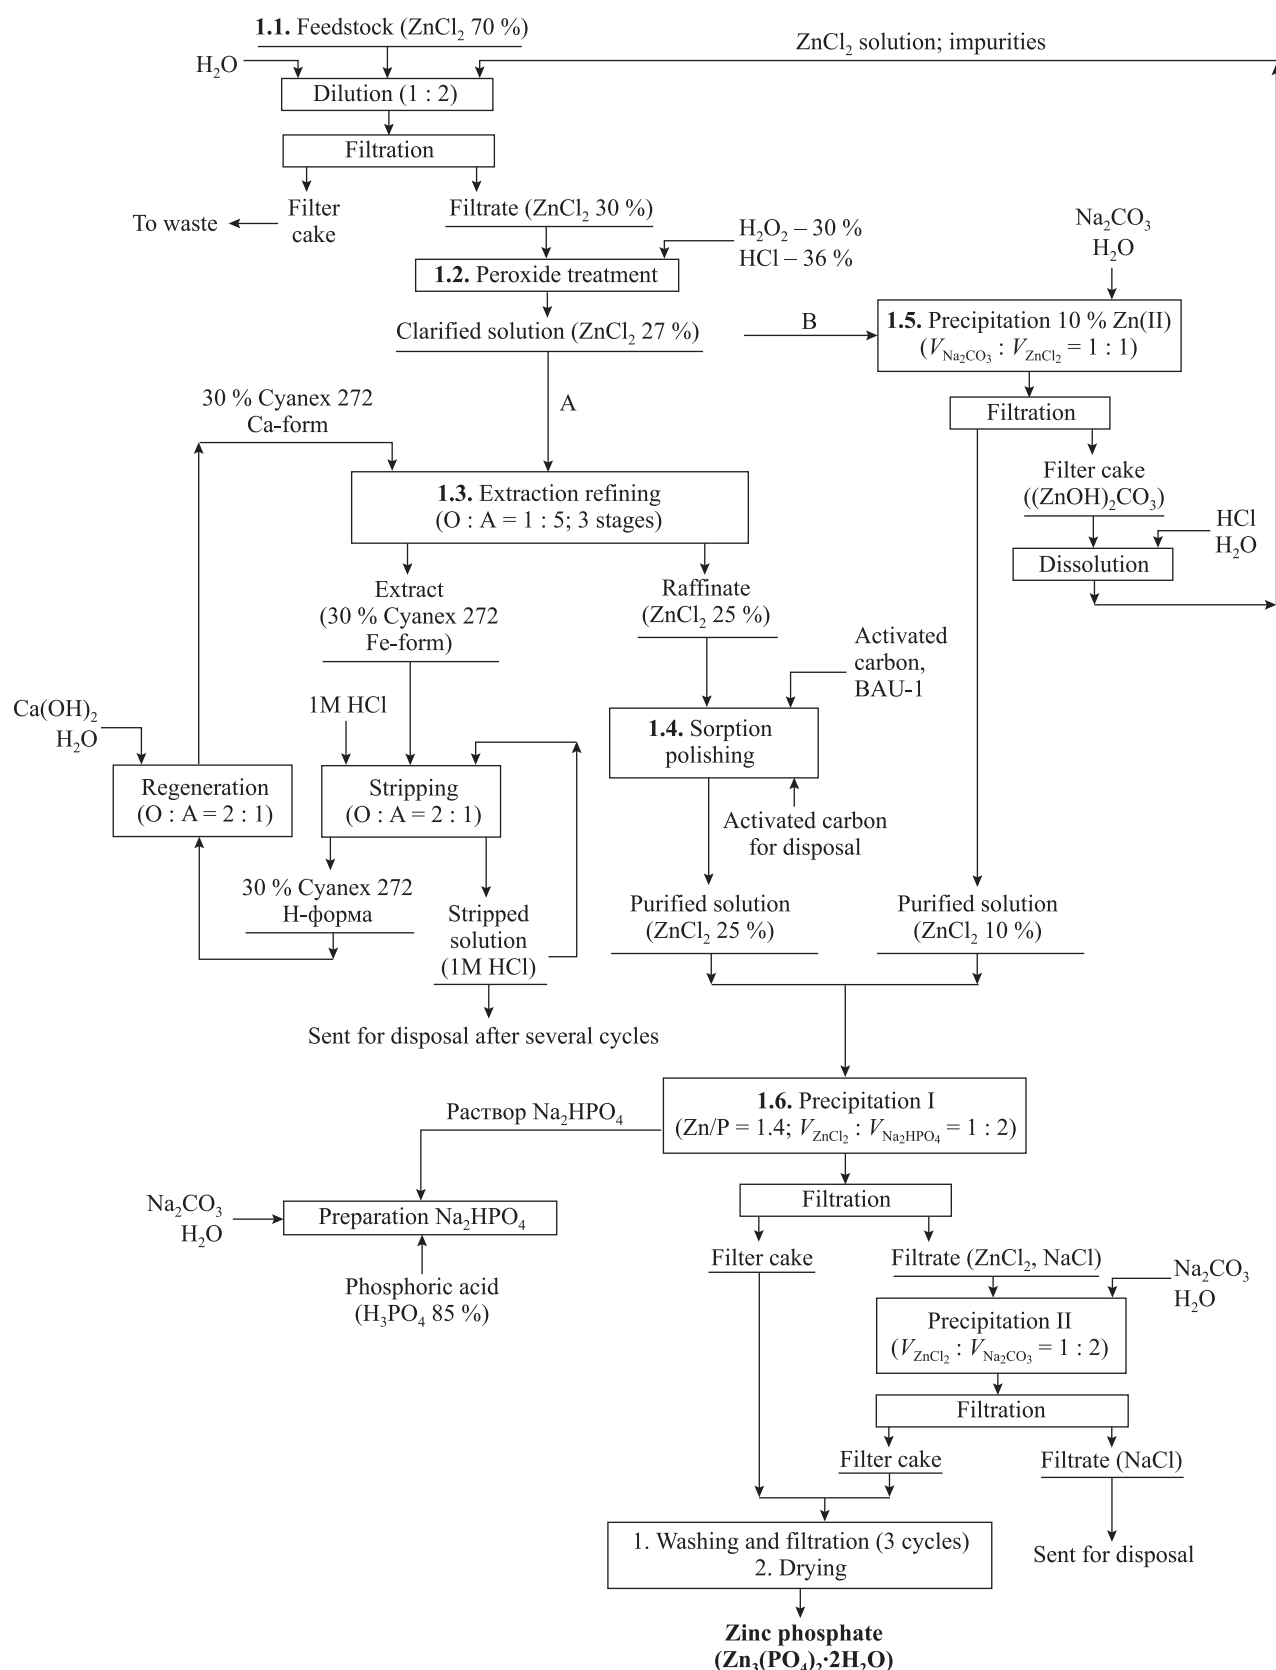 1.1. Feedstock (ZnCl₂ 70 %)
ZnCl₂ solution; impurities
H₂O
Dilution (1 : 2)
Filtration
To waste
Filter
cake
Filtrate (ZnCl₂ 30 %)
H₂O₂ – 30 %
HCl – 36 %
Na₂CO₃
H₂O
1.2. Peroxide treatment
Clarified solution (ZnCl₂ 27 %)
B
1.5. Precipitation 10 % Zn(II)
(V_Na₂CO₃ : V_ZnCl₂ = 1 : 1)
30 % Cyanex 272
Ca-form
A
Filtration
1.3. Extraction refining
(O : A = 1 : 5; 3 stages)
Filter cake
((ZnOH)₂CO₃)
HCl
H₂O
Dissolution
Extract
(30 % Cyanex 272
Fe-form)
Raffinate
(ZnCl₂ 25 %)
Activated
carbon,
BAU-1
Ca(OH)₂
H₂O
1M HCl
1.4. Sorption
polishing
Regeneration
(O : A = 2 : 1)
Stripping
(O : A = 2 : 1)
Activated carbon
for disposal
30 % Cyanex 272
Н-форма
Stripped
solution
(1M HCl)
Purified solution
(ZnCl₂ 25 %)
Purified solution
(ZnCl₂ 10 %)
Sent for disposal after several cycles
1.6. Precipitation I
(Zn/P = 1.4; V_ZnCl₂ : V_Na₂HPO₄ = 1 : 2)
Раствор Na₂HPO₄
Na₂CO₃
H₂O
Preparation Na₂HPO₄
Filtration
Phosphoric acid
(H₃PO₄ 85 %)
Filter cake
Filtrate (ZnCl₂, NaCl)
Na₂CO₃
H₂O
Precipitation II
(V_ZnCl₂ : V_Na₂CO₃ = 1 : 2)
Filtration
Filter cake
Filtrate (NaCl)
1. Washing and filtration (3 cycles)
2. Drying
Sent for disposal
Zinc phosphate
(Zn₃(PO₄)₂·2H₂O)